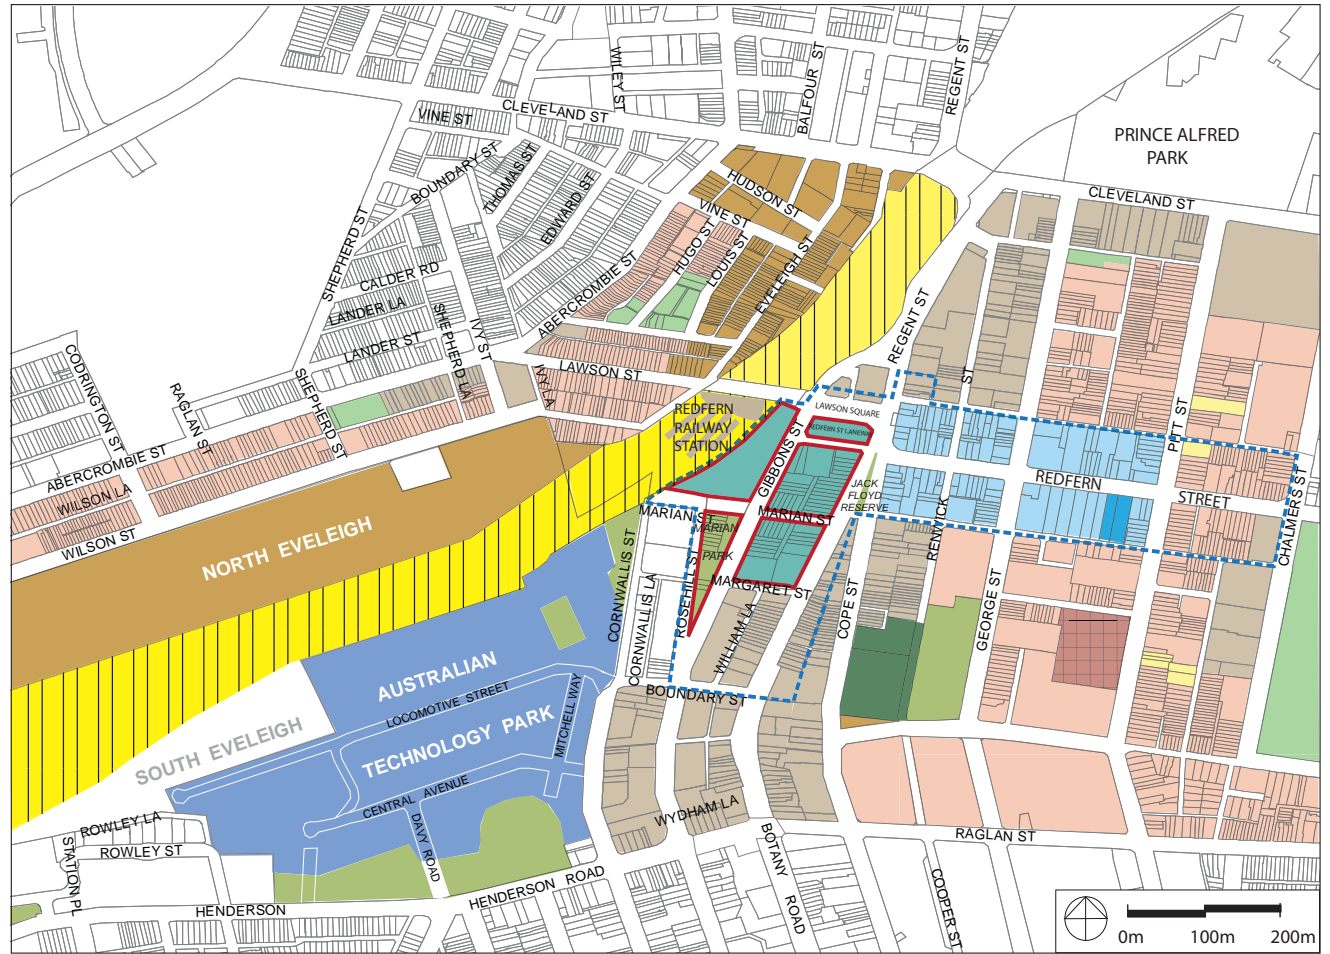 WILEY ST
BALFOUR ST
REGENT ST
CLEVELAND ST
VINE ST
PRINCE ALFRED
PARK
BOUNDARY ST
THOMAS ST
EDWARD ST
HUDSON ST
VINE ST
CLEVELAND ST
SHEPHERD ST
HUGO ST
LOUIS ST
EVELEIGH ST
CALDER RD
LANDER LA
ABERCROMBIE ST
SHEPHERD LA
IVY ST
LANDER ST
REGENT ST
CODRINGTON ST
RAGLAN ST
SHEPHERD ST
IVY LA
LAWSON ST
ST
REDFERN
RAILWAY
STATION
LAWSON SQUARE
REDFERN ST LANEWAY
GIBBONS ST
PITT ST
ABERCROMBIE ST
WILSON LA
WILSON ST
REDFERN
STREET
JACK
FLOYD
RESERVE
CHALMERS ST
MARIAN ST
MARIAN ST
MARIAN
PARK
RENWICK
NORTH EVELEIGH
CORNWALLIS ST
CORNWALLIS LA
ROSEHILL ST
MARGARET ST
WILLIAM LA
COPE ST
GEORGE ST
AUSTRALIAN
LOCOMOTIVE STREET
TECHNOLOGY PARK
MITCHELL WAY
BOUNDARY ST
SOUTH EVELEIGH
CENTRAL AVENUE
DAVY ROAD
WYDHAM LA
ROWLEY LA
ROWLEY ST
STATION PL
BOTANY
ROAD
RAGLAN ST
COOPER ST
HENDERSON
HENDERSON ROAD
0m 100m 200m